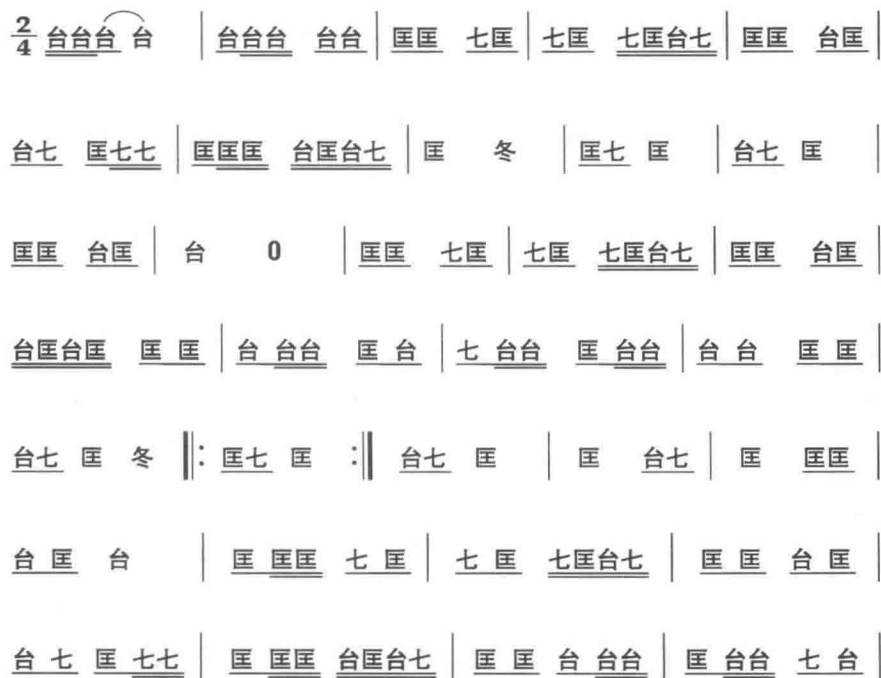 2/4 台台台 台 | 台台台 台台 | 匡匡 七匡 | 七匡 七匡台七 | 匡匡 台匡 |
台七 匡七七 | 匡匡匡 台匡台七 | 匡 冬 | 匡七 匡 | 台七 匡 |
匡匡 台匡 | 台 0 | 匡匡 七匡 | 七匡 七匡台七 | 匡匡 台匡 |
台匡台匡 匡 匡 | 台 台台 匡 台 | 七 台台 匡 台台 | 台 台 匡 匡 |
台七 匡 冬 ‖: 匡七 匡 :‖ 台七 匡 | 匡 台七 | 匡 匡匡 |
台 匡 台 | 匡 匡匡 七 匡 | 七 匡 七匡台七 | 匡 匡 台 匡 |
台 七 匡 七七 | 匡 匡匡 台匡台七 | 匡 匡 台 台台 | 匡 台台 七 台 |